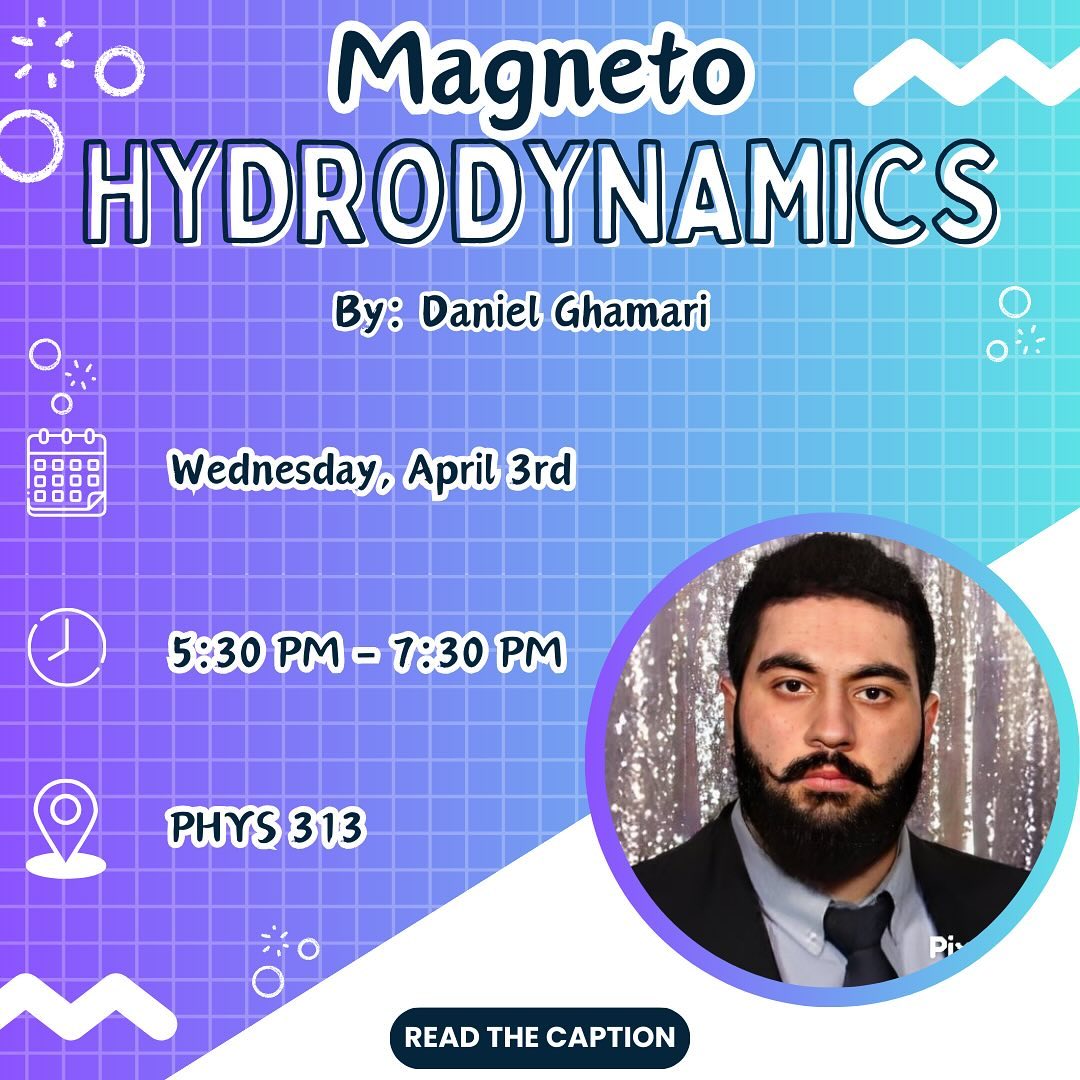 Magneto
HYDRODYNAMICS
By: Daniel Ghamari
Wednesday, April 3rd
5:30 PM - 7:30 PM
PHYS 313
READ THE CAPTION